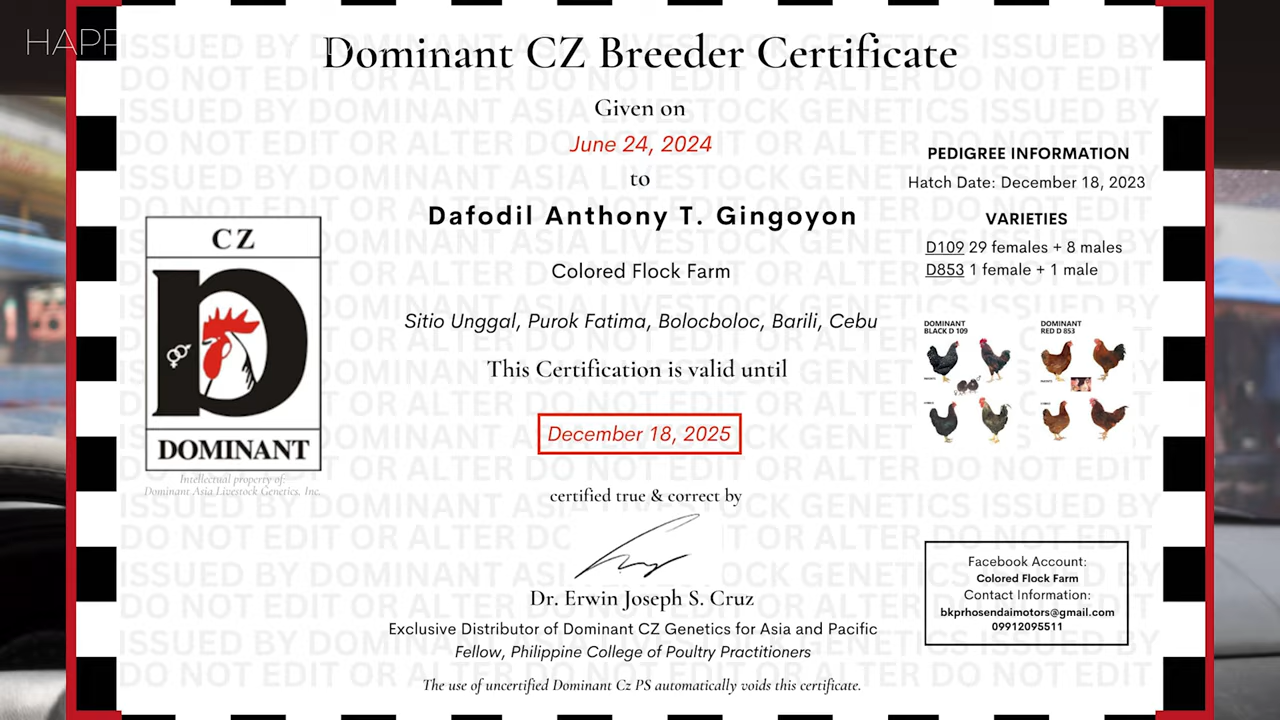 HAPP
Dominant CZ Breeder Certificate
Given on
June 24, 2024
to
Dafodil Anthony T. Gingoyon
Colored Flock Farm
Sitio Unggal, Purok Fatima, Bolocboloc, Barili, Cebu
This Certification is valid until
December 18, 2025
certified true & correct by
Dr. Erwin Joseph S. Cruz
Exclusive Distributor of Dominant CZ Genetics for Asia and Pacific
Fellow, Philippine College of Poultry Practitioners
The use of uncertified Dominant Cz PS automatically voids this certificate.
CZ
D
DOMINANT
Intellectual property of:
Dominant Asia Livestock Genetics, Inc.
PEDIGREE INFORMATION
Hatch Date: December 18, 2023
VARIETIES
D109 29 females + 8 males
D853 1 female + 1 male
DOMINANT
BLACK D 109
DOMINANT
RED D 853
Facebook Account:
Colored Flock Farm
Contact Information:
bkprhosendaimotors@gmail.com
09912095511
ISSUED BY DOMINANT ASIA LIVESTOCK GENETICS
DO NOT EDIT OR ALTER